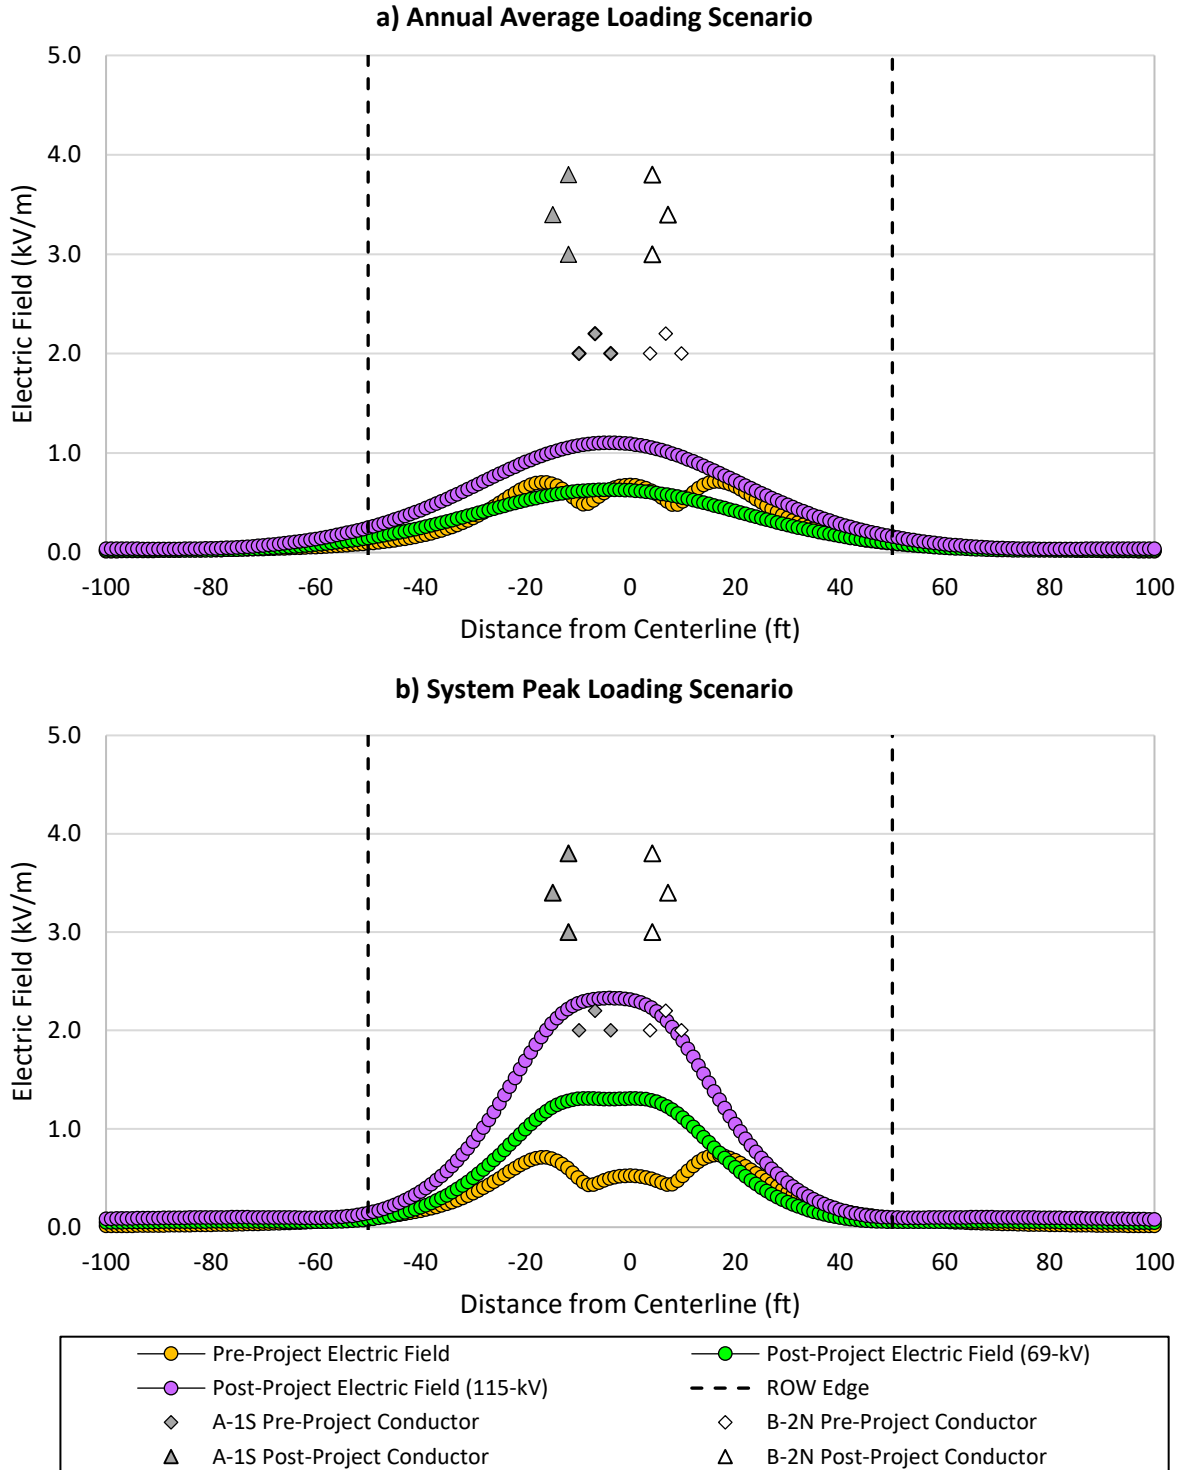 a) Annual Average Loading Scenario
5.0
4.0
3.0
2.0
1.0
0.0
Electric Field (kV/m)
-100 -80 -60 -40 -20 0 20 40 60 80 100
Distance from Centerline (ft)
b) System Peak Loading Scenario
5.0
4.0
3.0
2.0
1.0
0.0
Electric Field (kV/m)
-100 -80 -60 -40 -20 0 20 40 60 80 100
Distance from Centerline (ft)
Pre-Project Electric Field Post-Project Electric Field (69-kV)
Post-Project Electric Field (115-kV) ROW Edge
A-1S Pre-Project Conductor B-2N Pre-Project Conductor
A-1S Post-Project Conductor B-2N Post-Project Conductor